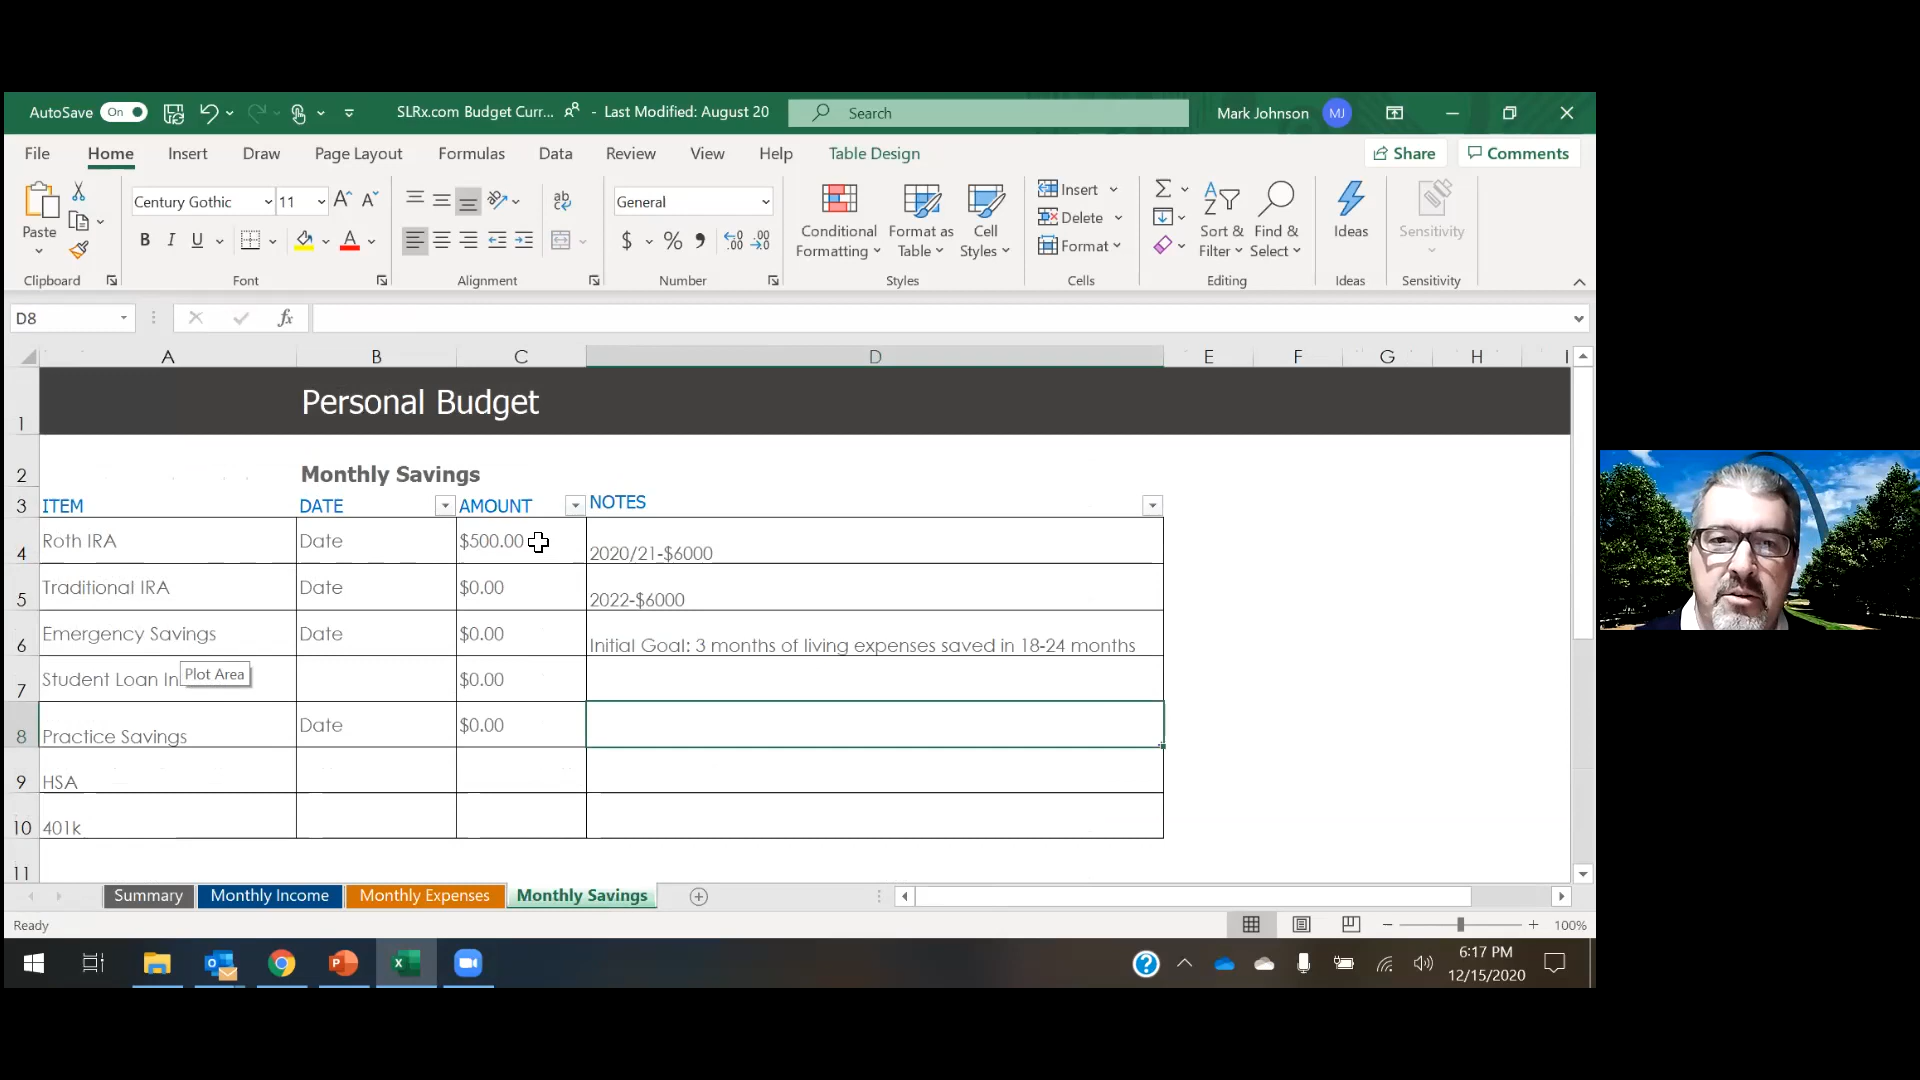 AutoSave On SLRx.com Budget Curr... - Last Modified: August 20 Search Mark Johnson MJ
File Home Insert Draw Page Layout Formulas Data Review View Help Table Design Share Comments
Century Gothic 11 General Insert
Paste Delete
B I U $ % Conditional Formatting Format as Table Cell Styles Format Sort & Filter Find & Select Ideas Sensitivity
Clipboard Font Alignment Number Styles Cells Editing Ideas Sensitivity
D8 fx
A B C D E F G H I
1 Personal Budget
2 Monthly Savings
3 ITEM DATE AMOUNT NOTES
4 Roth IRA Date $500.00 2020/21-$6000
5 Traditional IRA Date $0.00 2022-$6000
6 Emergency Savings Date $0.00 Initial Goal: 3 months of living expenses saved in 18-24 months
7 Student Loan In Plot Area $0.00
8 Practice Savings Date $0.00
9 HSA
10 401k
11
Summary Monthly Income Monthly Expenses Monthly Savings
Ready 100%
6:17 PM
12/15/2020